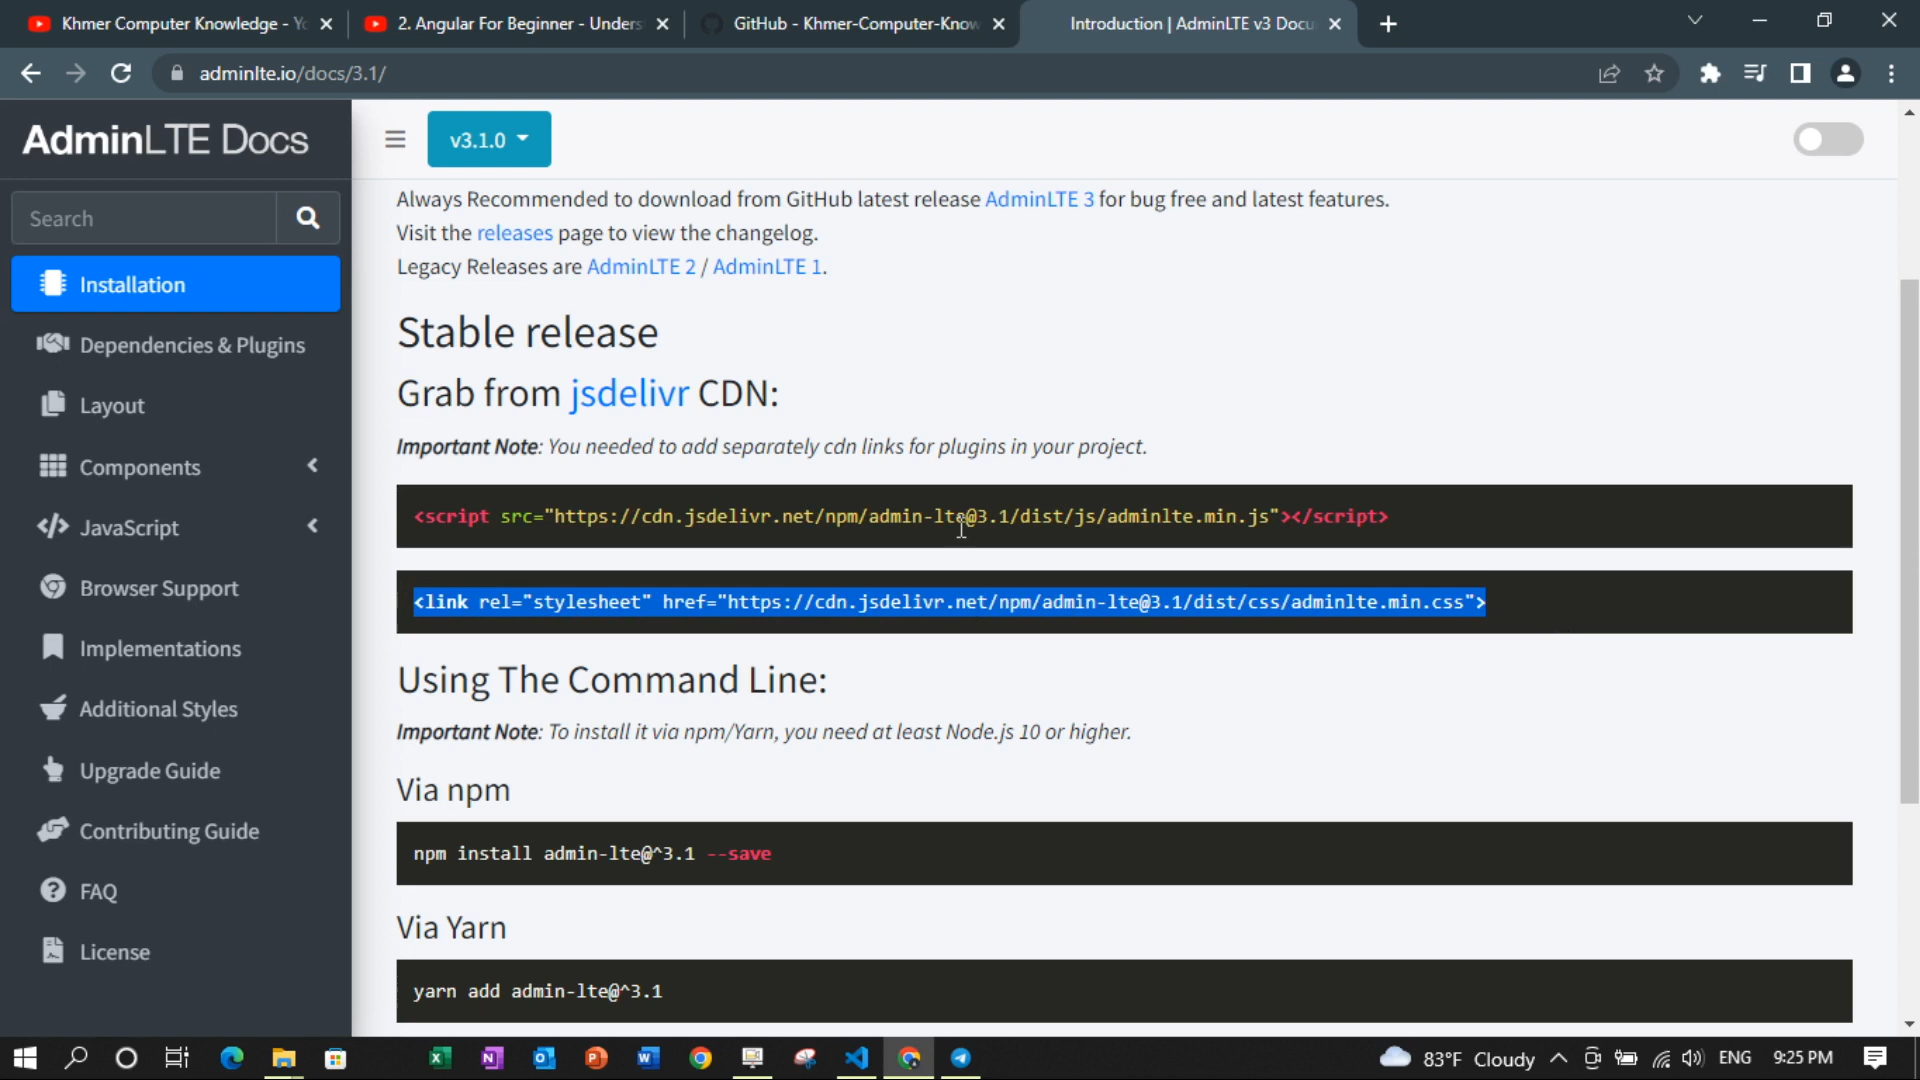 Khmer Computer Knowledge - Yo
2. Angular For Beginner - Unders
GitHub - Khmer-Computer-Know
Introduction | AdminLTE v3 Docu
adminlte.io/docs/3.1/
AdminLTE Docs
v3.1.0
Search
Installation
Dependencies & Plugins
Layout
Components
JavaScript
Browser Support
Implementations
Additional Styles
Upgrade Guide
Contributing Guide
FAQ
License
Always Recommended to download from GitHub latest release AdminLTE 3 for bug free and latest features.
Visit the releases page to view the changelog.
Legacy Releases are AdminLTE 2 / AdminLTE 1.
Stable release
Grab from jsdelivr CDN:
Important Note: You needed to add separately cdn links for plugins in your project.
<script src="https://cdn.jsdelivr.net/npm/admin-lte@3.1/dist/js/adminlte.min.js"></script>
<link rel="stylesheet" href="https://cdn.jsdelivr.net/npm/admin-lte@3.1/dist/css/adminlte.min.css">
Using The Command Line:
Important Note: To install it via npm/Yarn, you need at least Node.js 10 or higher.
Via npm
npm install admin-lte@^3.1 --save
Via Yarn
yarn add admin-lte@^3.1
83°F Cloudy
ENG
9:25 PM